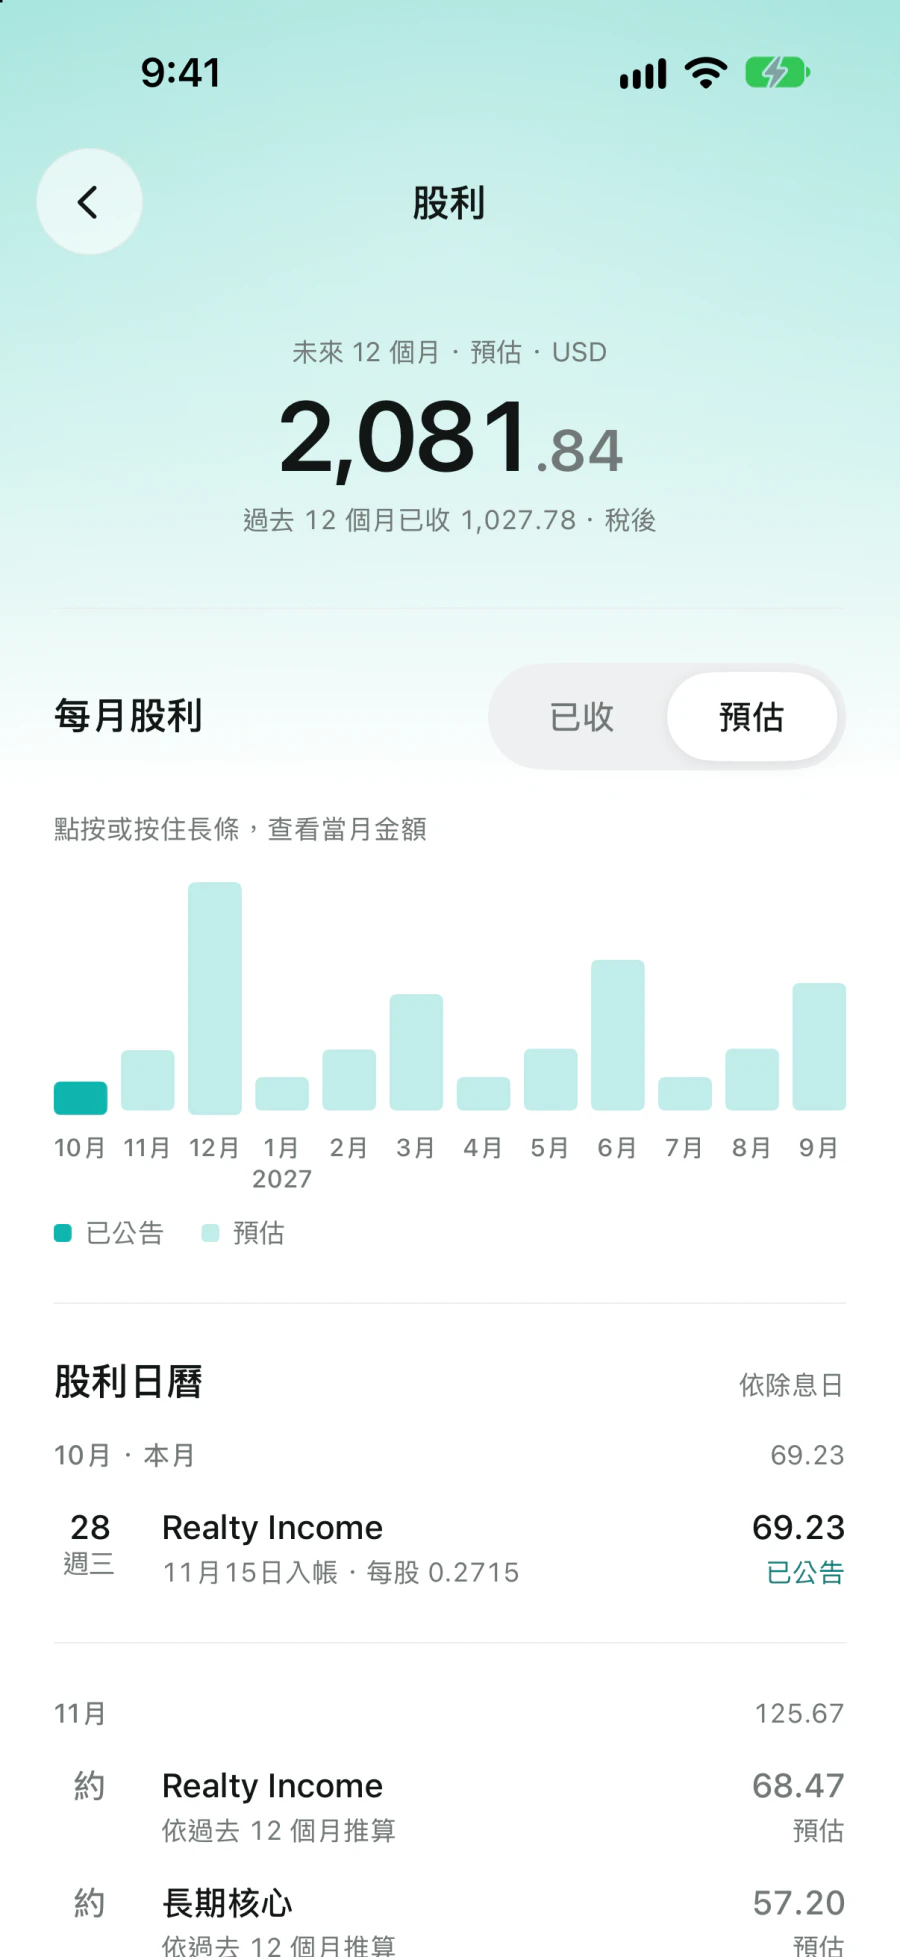 9:41
股利
未來 12 個月 · 預估 · USD
2,081.84
過去 12 個月已收 1,027.78 · 稅後
每月股利
已收
預估
點按或按住長條，查看當月金額
10月 11月 12月 1月 2月 3月 4月 5月 6月 7月 8月 9月
2027
已公告 預估
股利日曆
依除息日
10月 · 本月
69.23
28 Realty Income 69.23
週三 11月15日入帳 · 每股 0.2715 已公告
11月
125.67
約 Realty Income 68.47
依過去 12 個月推算 預估
約 長期核心 57.20
依過去 12 個月推算 預估